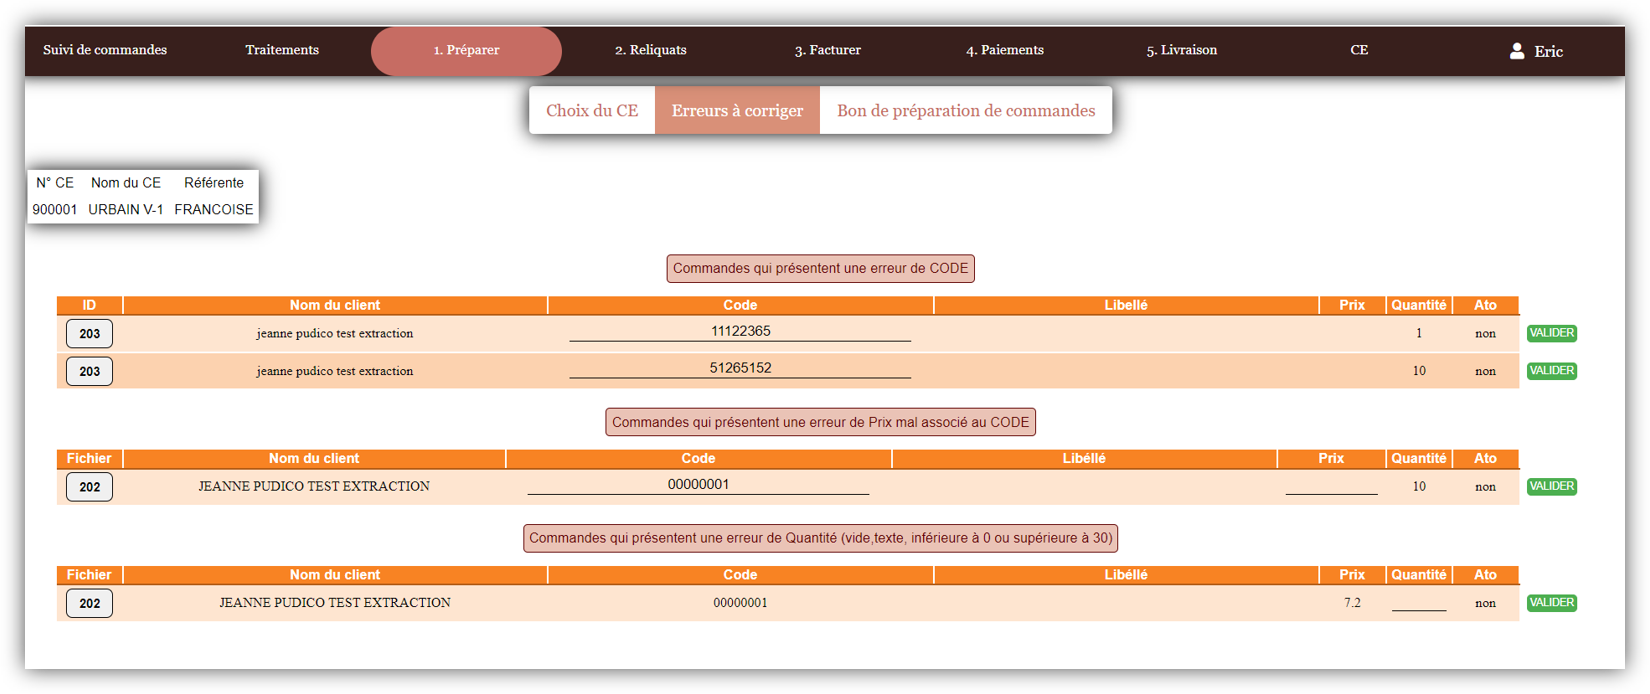 Suivi de commandes Traitements 1. Préparer 2. Reliquats 3. Facturer 4. Paiements 5. Livraison CE Eric
Choix du CE Erreurs à corriger Bon de préparation de commandes
N° CE Nom du CE Référente
900001 URBAIN V-1 FRANCOISE
Commandes qui présentent une erreur de CODE
ID Nom du client Code Libellé Prix Quantité Ato
203 jeanne pudico test extraction 11122365 1 non VALIDER
203 jeanne pudico test extraction 51265152 10 non VALIDER
Commandes qui présentent une erreur de Prix mal associé au CODE
Fichier Nom du client Code Libéllé Prix Quantité Ato
202 JEANNE PUDICO TEST EXTRACTION 00000001 10 non VALIDER
Commandes qui présentent une erreur de Quantité (vide,texte, inférieure à 0 ou supérieure à 30)
Fichier Nom du client Code Libéllé Prix Quantité Ato
202 JEANNE PUDICO TEST EXTRACTION 00000001 7.2 non VALIDER